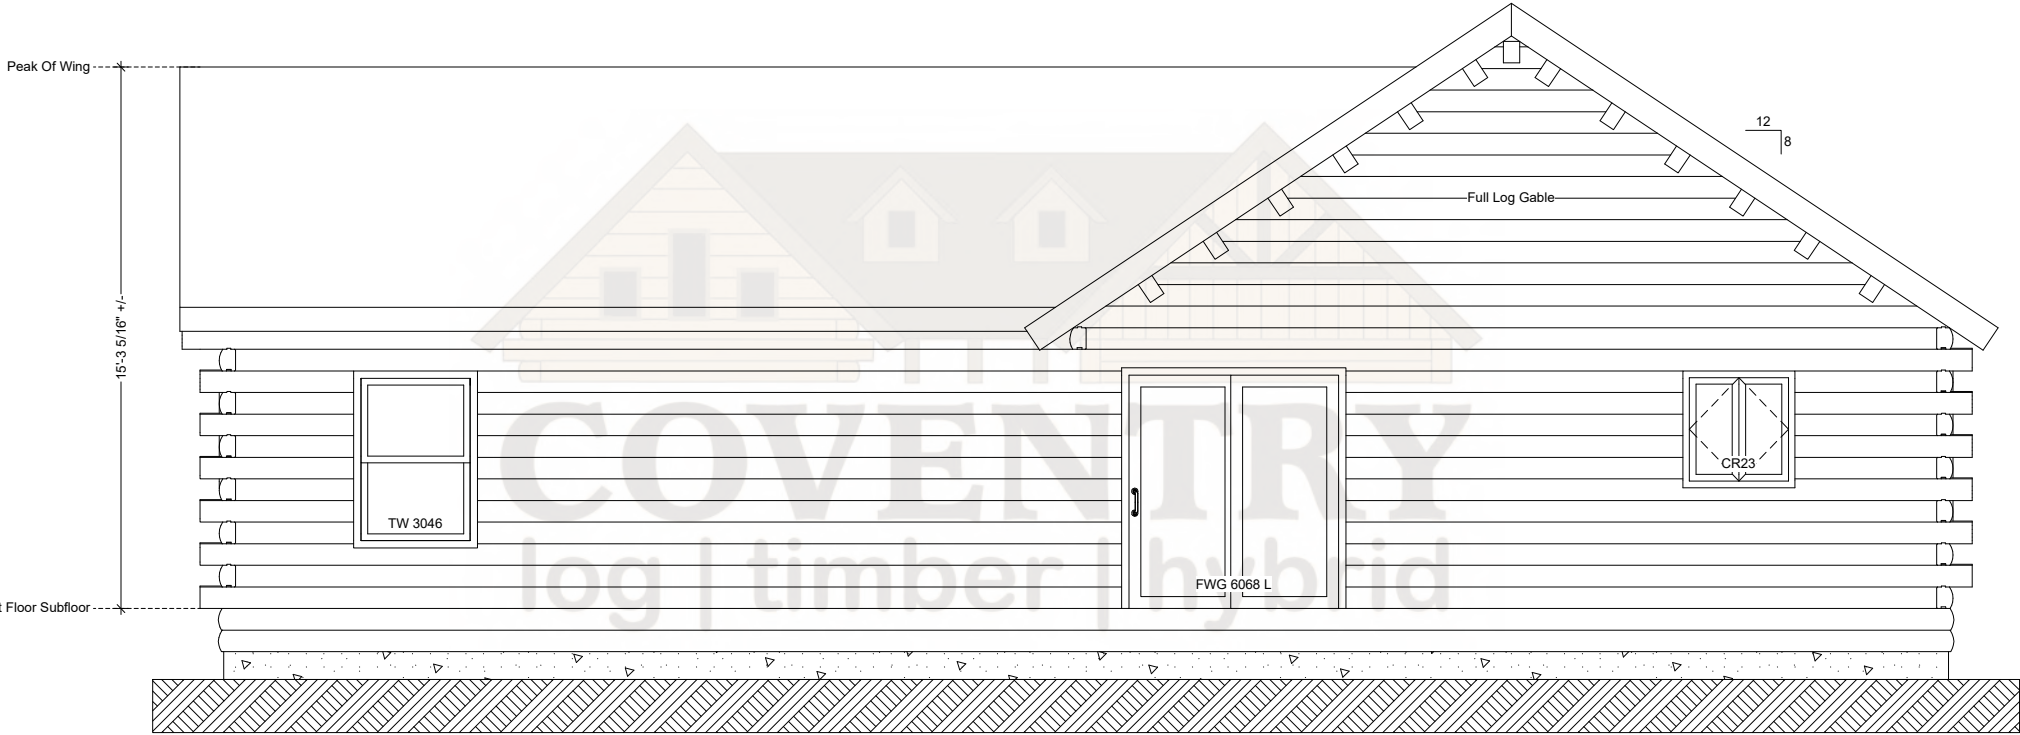 Peak Of Wing
12
8
Full Log Gable
15'-3 5/16" +/-
COVENTRY
CR23
TW 3046
log | timber | hybrid
FWG 6068 L
t Floor Subfloor